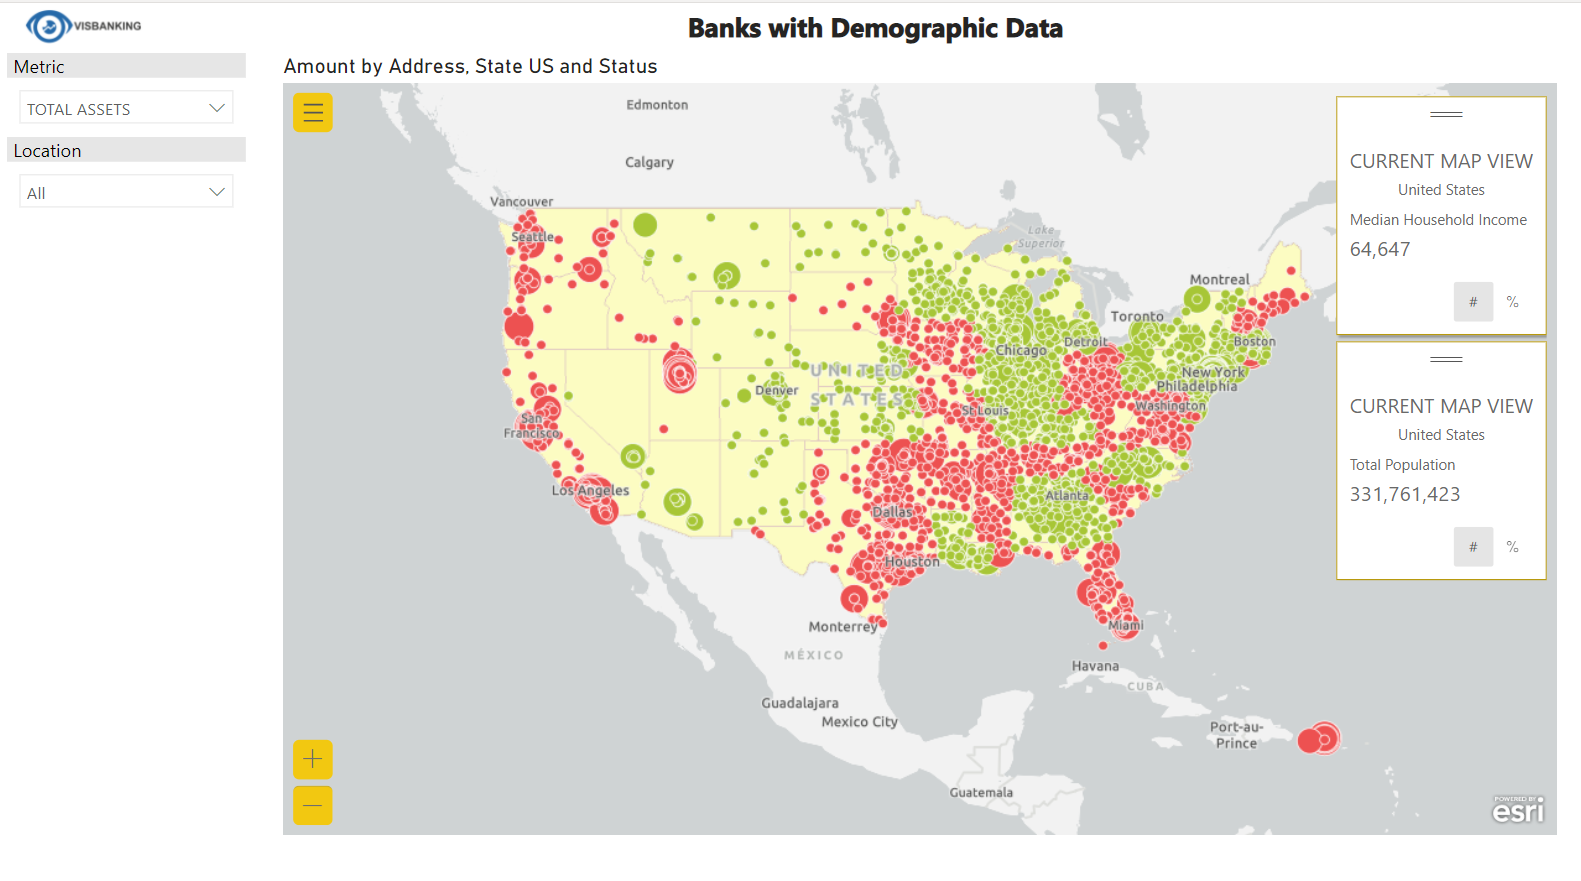 VISBANKING
Banks with Demographic Data
Metric
TOTAL ASSETS
Location
All
Amount by Address, State US and Status
Edmonton
Calgary
Vancouver
Seattle
Lake
Superior
Montreal
Toronto
Boston
Detroit
Chicago
New York
Philadelphia
UNITED
STATES
Denver
St Louis
Washington
San
Francisco
Los Angeles
Atlanta
Dallas
Houston
Monterrey
Miami
MÉXICO
Havana
CUBA
Guadalajara
Mexico City
Port-au-
Prince
Guatemala
CURRENT MAP VIEW
United States
Median Household Income
64,647
# %
CURRENT MAP VIEW
United States
Total Population
331,761,423
# %
POWERED BY
esri